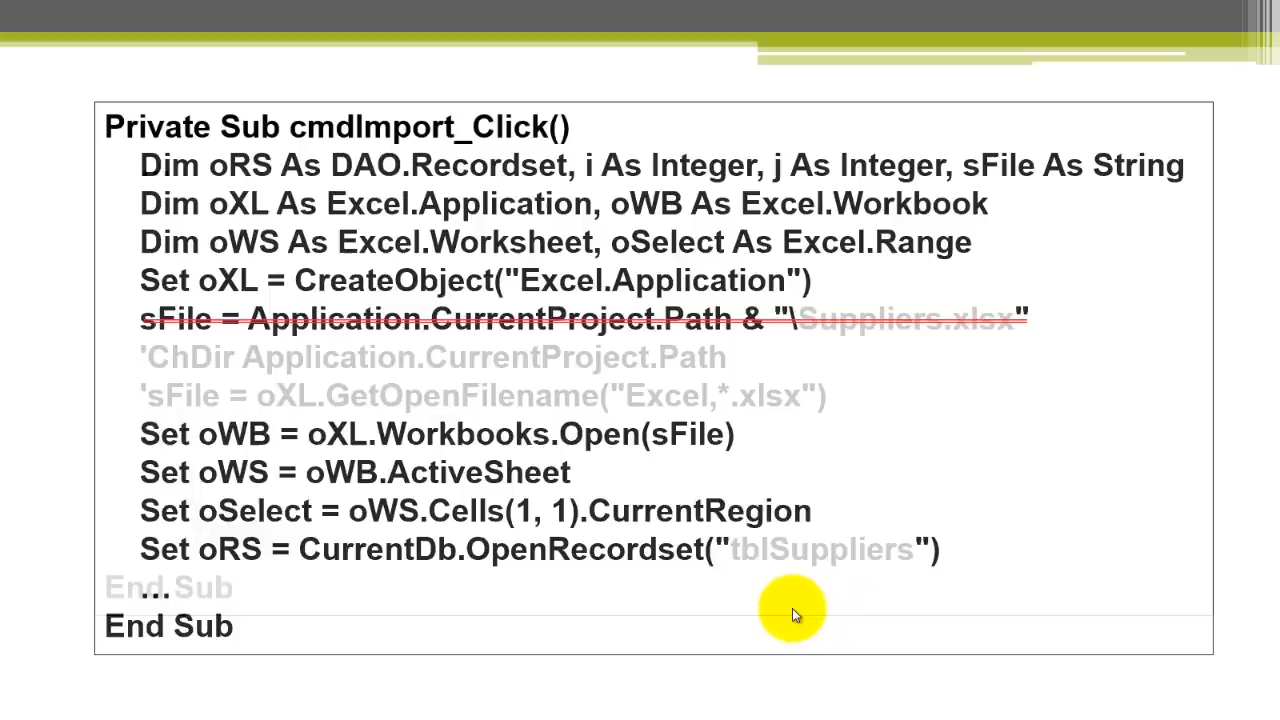 Private Sub cmdImport_Click()
Dim oRS As DAO.Recordset, i As Integer, j As Integer, sFile As String
Dim oXL As Excel.Application, oWB As Excel.Workbook
Dim oWS As Excel.Worksheet, oSelect As Excel.Range
Set oXL = CreateObject("Excel.Application")
sFile = Application.CurrentProject.Path & "\Suppliers.xlsx"
'ChDir Application.CurrentProject.Path
'sFile = oXL.GetOpenFilename("Excel,*.xlsx")
Set oWB = oXL.Workbooks.Open(sFile)
Set oWS = oWB.ActiveSheet
Set oSelect = oWS.Cells(1, 1).CurrentRegion
Set oRS = CurrentDb.OpenRecordset("tblSuppliers")
End Sub
…
End Sub